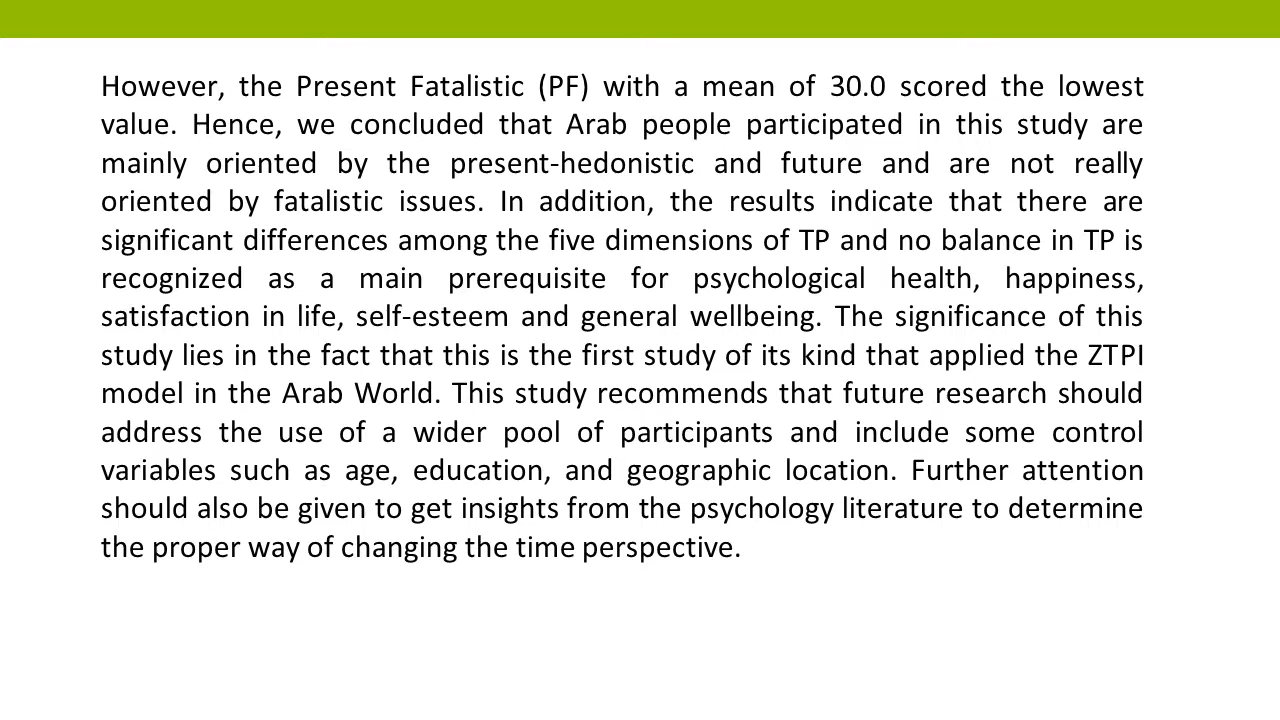 However, the Present Fatalistic (PF) with a mean of 30.0 scored the lowest
value. Hence, we concluded that Arab people participated in this study are
mainly oriented by the present-hedonistic and future and are not really
oriented by fatalistic issues. In addition, the results indicate that there are
significant differences among the five dimensions of TP and no balance in TP is
recognized as a main prerequisite for psychological health, happiness,
satisfaction in life, self-esteem and general wellbeing. The significance of this
study lies in the fact that this is the first study of its kind that applied the ZTPI
model in the Arab World. This study recommends that future research should
address the use of a wider pool of participants and include some control
variables such as age, education, and geographic location. Further attention
should also be given to get insights from the psychology literature to determine
the proper way of changing the time perspective.